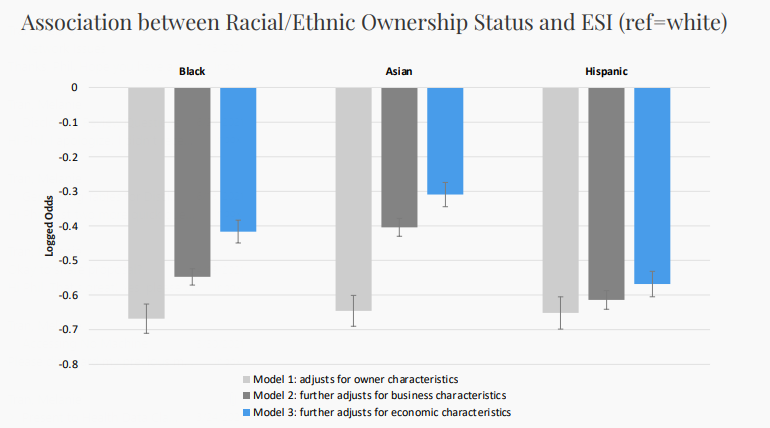 Association between Racial/Ethnic Ownership Status and ESI (ref=white)
Black Asian Hispanic
0
-0.1
-0.2
-0.3
-0.4
-0.5
-0.6
-0.7
-0.8
Logged Odds
Model 1: adjusts for owner characteristics
Model 2: further adjusts for business characteristics
Model 3: further adjusts for economic characteristics